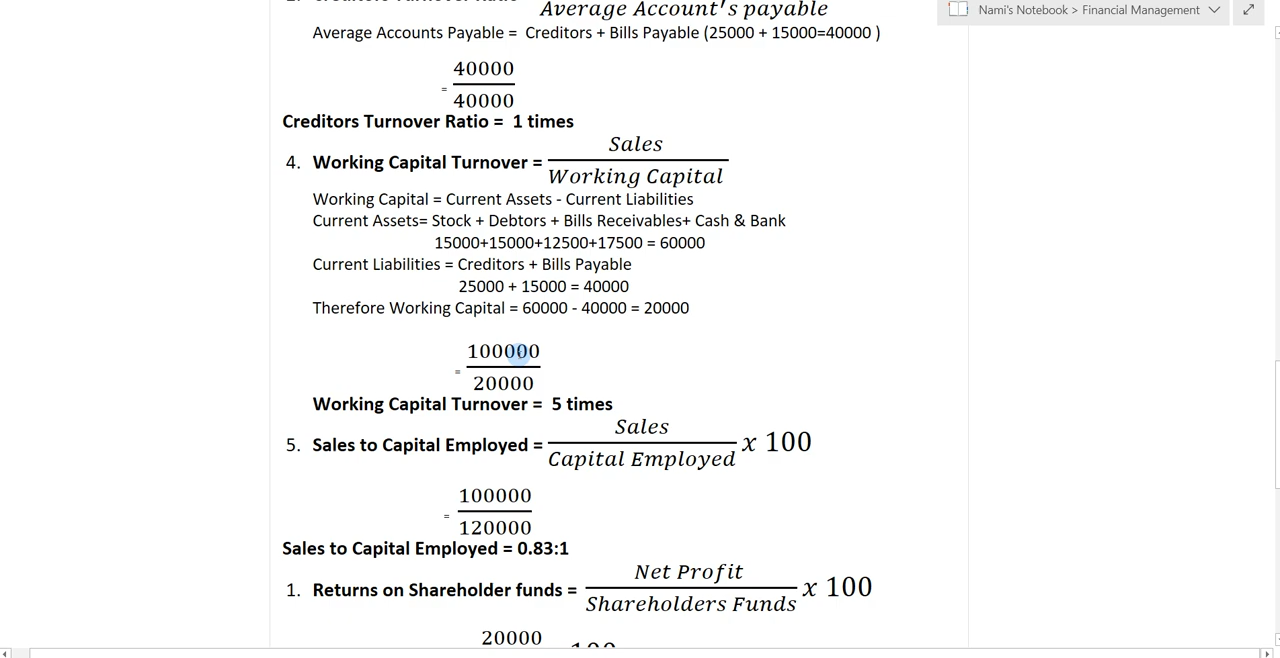 Nami's Notebook > Financial Management
Average Account's payable
Average Accounts Payable = Creditors + Bills Payable (25000 + 15000=40000 )
= 40000
40000
Creditors Turnover Ratio = 1 times
4. Working Capital Turnover = Sales
Working Capital
Working Capital = Current Assets - Current Liabilities
Current Assets= Stock + Debtors + Bills Receivables+ Cash & Bank
15000+15000+12500+17500 = 60000
Current Liabilities = Creditors + Bills Payable
25000 + 15000 = 40000
Therefore Working Capital = 60000 - 40000 = 20000
= 100000
20000
Working Capital Turnover = 5 times
5. Sales to Capital Employed = Sales
Capital Employed x 100
= 100000
120000
Sales to Capital Employed = 0.83:1
1. Returns on Shareholder funds = Net Profit
Shareholders Funds x 100
20000